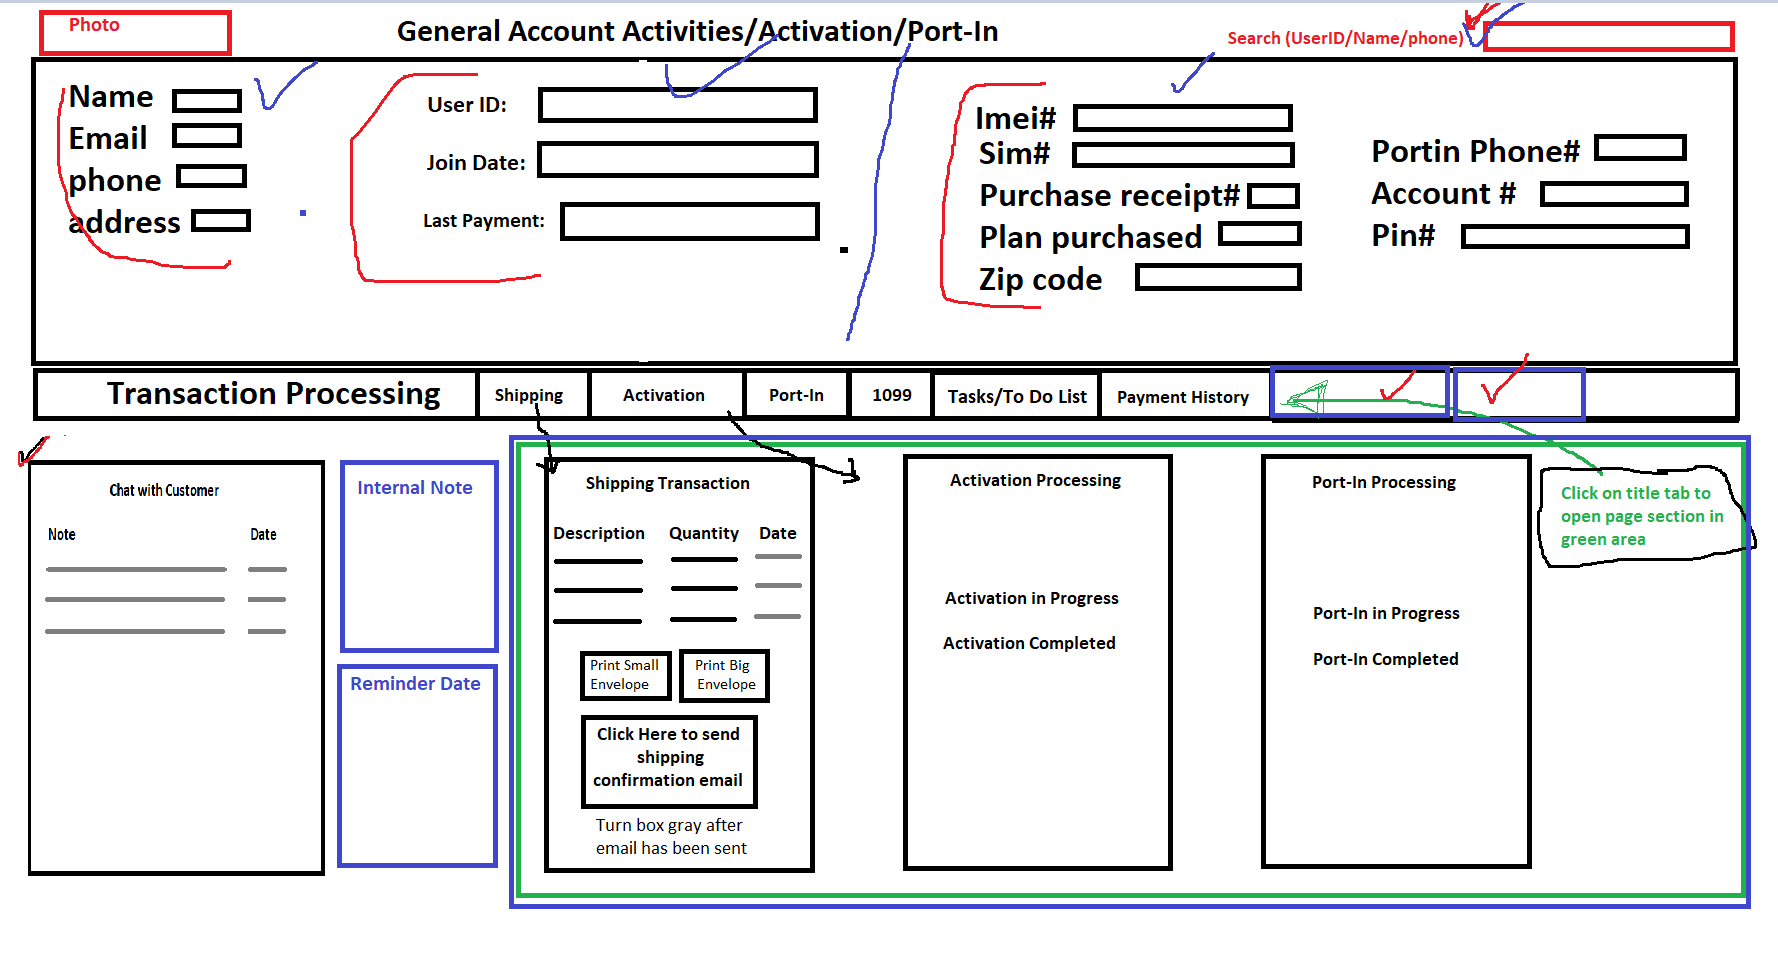 Photo
General Account Activities/Activation/Port-In
Search (UserID/Name/phone)
Name
Email
phone
address
User ID:
Join Date:
Last Payment:
Imei#
Sim#
Purchase receipt#
Plan purchased
Zip code
Portin Phone#
Account #
Pin#
Transaction Processing
Shipping
Activation
Port-In
1099
Tasks/To Do List
Payment History
Chat with Customer
Note Date
Internal Note
Reminder Date
Shipping Transaction
Description Quantity Date
Print Small
Envelope
Print Big
Envelope
Click Here to send
shipping
confirmation email
Turn box gray after
email has been sent
Activation Processing
Activation in Progress
Activation Completed
Port-In Processing
Port-In in Progress
Port-In Completed
Click on title tab to
open page section in
green area